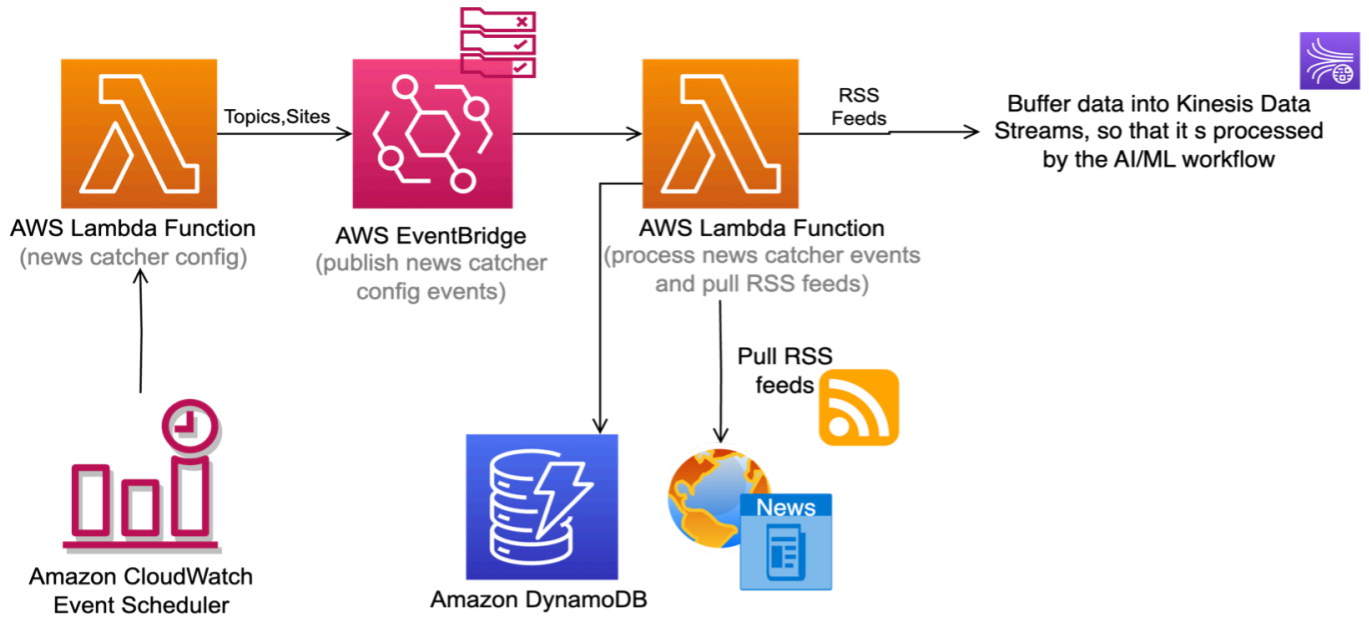 Topics,Sites
RSS
Feeds
Buffer data into Kinesis Data
Streams, so that it s processed
by the AI/ML workflow
AWS Lambda Function
(news catcher config)
AWS EventBridge
(publish news catcher
config events)
AWS Lambda Function
(process news catcher events
and pull RSS feeds)
Pull RSS
feeds
News
Amazon CloudWatch
Event Scheduler
Amazon DynamoDB